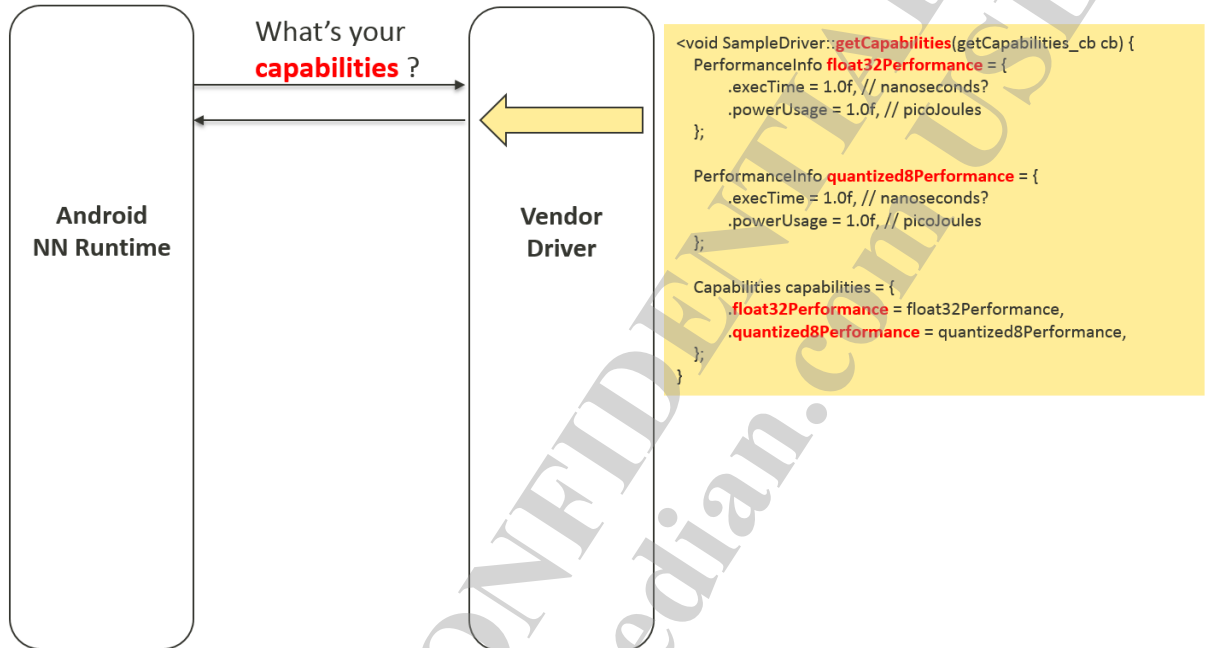 What's your
capabilities ?
Android
NN Runtime
Vendor
Driver
<void SampleDriver::getCapabilities(getCapabilities_cb cb) {
PerformanceInfo float32Performance = {
.execTime = 1.0f, // nanoseconds?
.powerUsage = 1.0f, // picoJoules
};
PerformanceInfo quantized8Performance = {
.execTime = 1.0f, // nanoseconds?
.powerUsage = 1.0f, // picoJoules
};
Capabilities capabilities = {
.float32Performance = float32Performance,
.quantized8Performance = quantized8Performance,
};
}